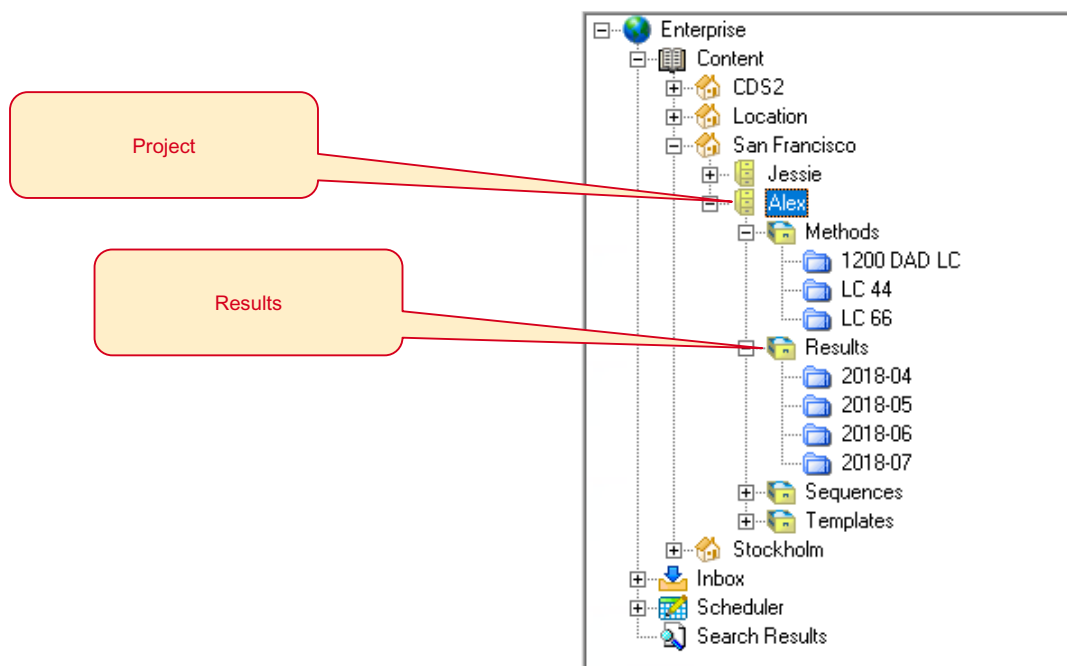 Enterprise
Content
CDS2
Location
San Francisco
Project
Jessie
Alex
Methods
1200 DAD LC
LC 44
LC 66
Results
Results
2018-04
2018-05
2018-06
2018-07
Sequences
Templates
Stockholm
Inbox
Scheduler
Search Results